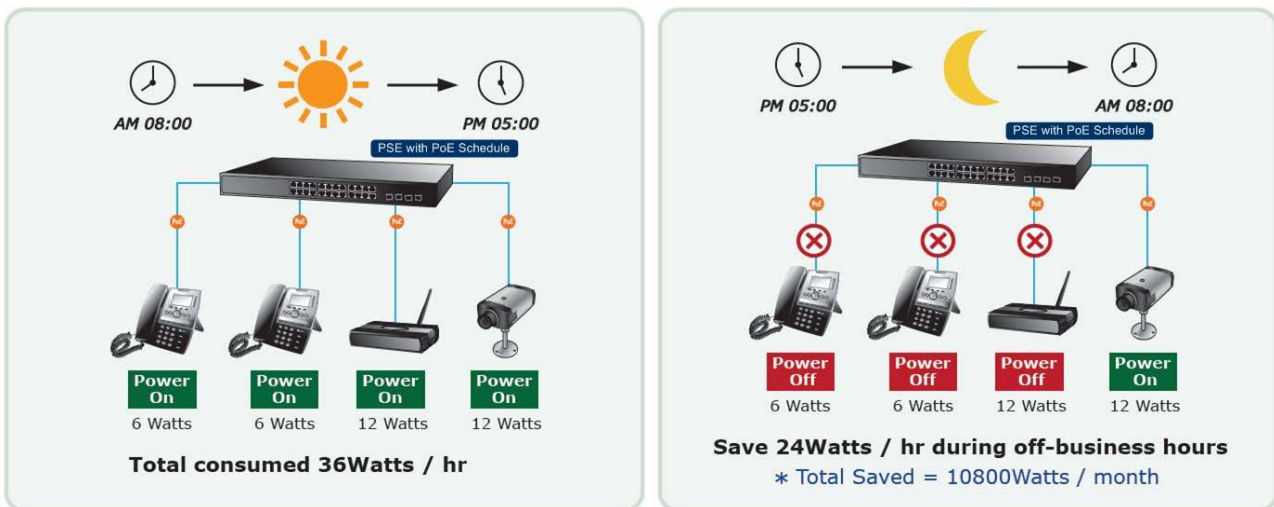 AM 08:00
PM 05:00
PSE with PoE Schedule
PoE
PoE
PoE
PoE
Power
On
Power
On
Power
On
Power
On
6 Watts
6 Watts
12 Watts
12 Watts
Total consumed 36Watts / hr
PM 05:00
AM 08:00
PSE with PoE Schedule
PoE
PoE
PoE
PoE
Power
Off
Power
Off
Power
Off
Power
On
6 Watts
6 Watts
12 Watts
12 Watts
Save 24Watts / hr during off-business hours
* Total Saved = 10800Watts / month